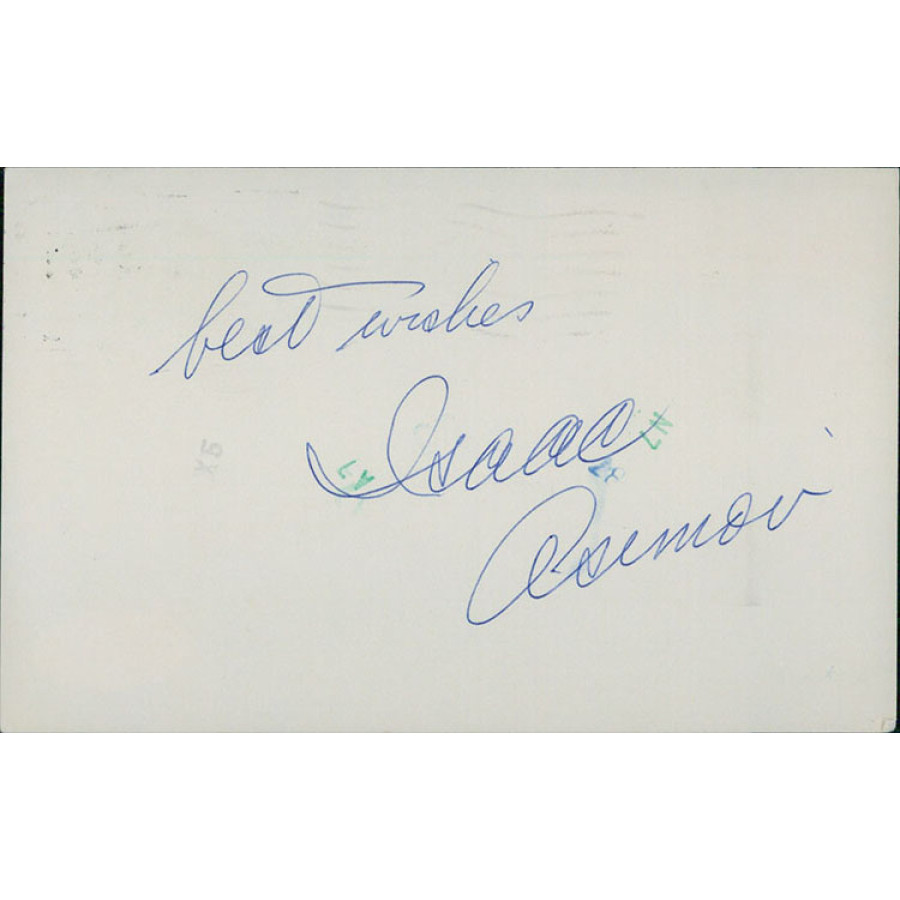 best wishes
Isaac
Asimov